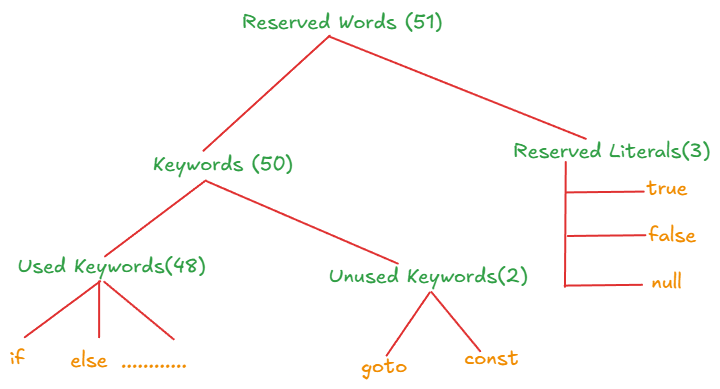 Reserved Words (51)
Keywords (50)
Reserved Literals(3)
true
false
null
Used Keywords(48)
Unused Keywords(2)
if
else ............
goto
const